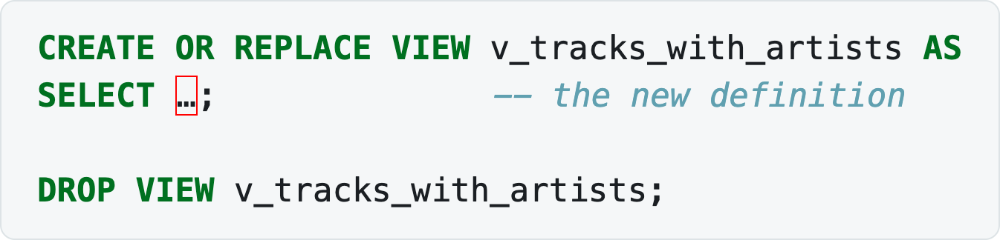 CREATE OR REPLACE VIEW v_tracks_with_artists AS
SELECT …; -- the new definition
DROP VIEW v_tracks_with_artists;